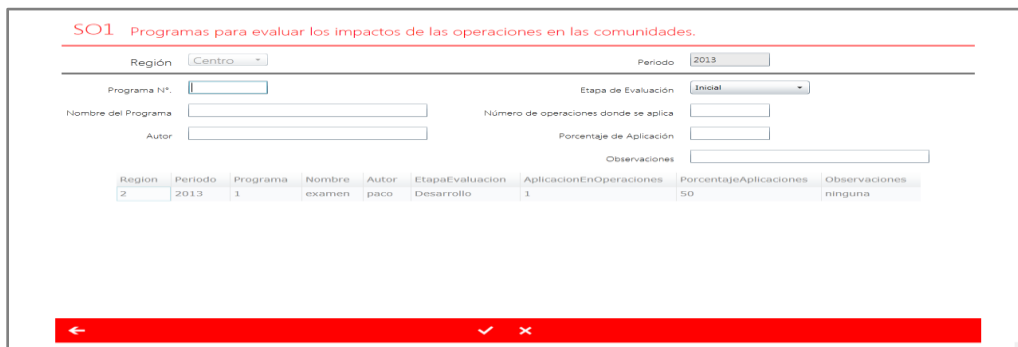 SO1 Programas para evaluar los impactos de las operaciones en las comunidades.
Región Centro Periodo 2013
Programa N°. Etapa de Evaluación Inicial
Nombre del Programa Número de operaciones donde se aplica
Autor Porcentaje de Aplicación
Observaciones
Region Periodo Programa Nombre Autor EtapaEvaluacion AplicacionEnOperaciones PorcentajeAplicaciones Observaciones
2 2013 1 examen paco Desarrollo 1 50 ninguna